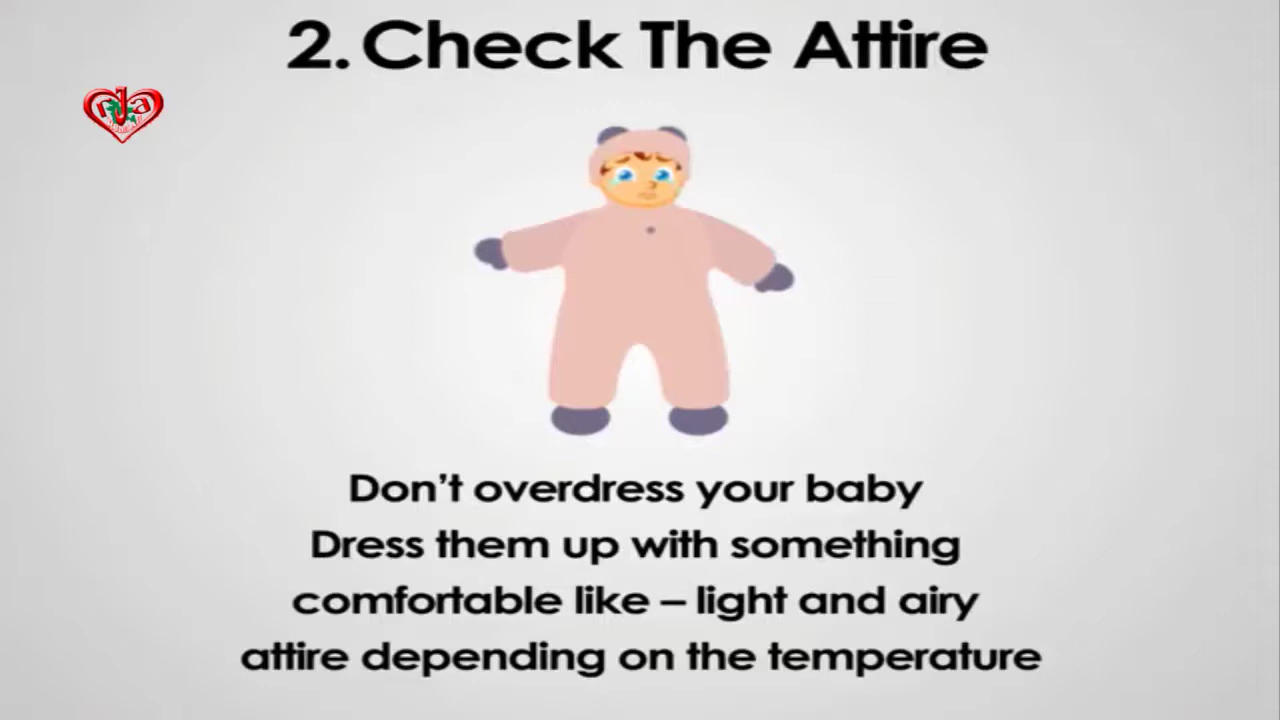 2. Check The Attire
Don't overdress your baby
Dress them up with something
comfortable like – light and airy
attire depending on the temperature